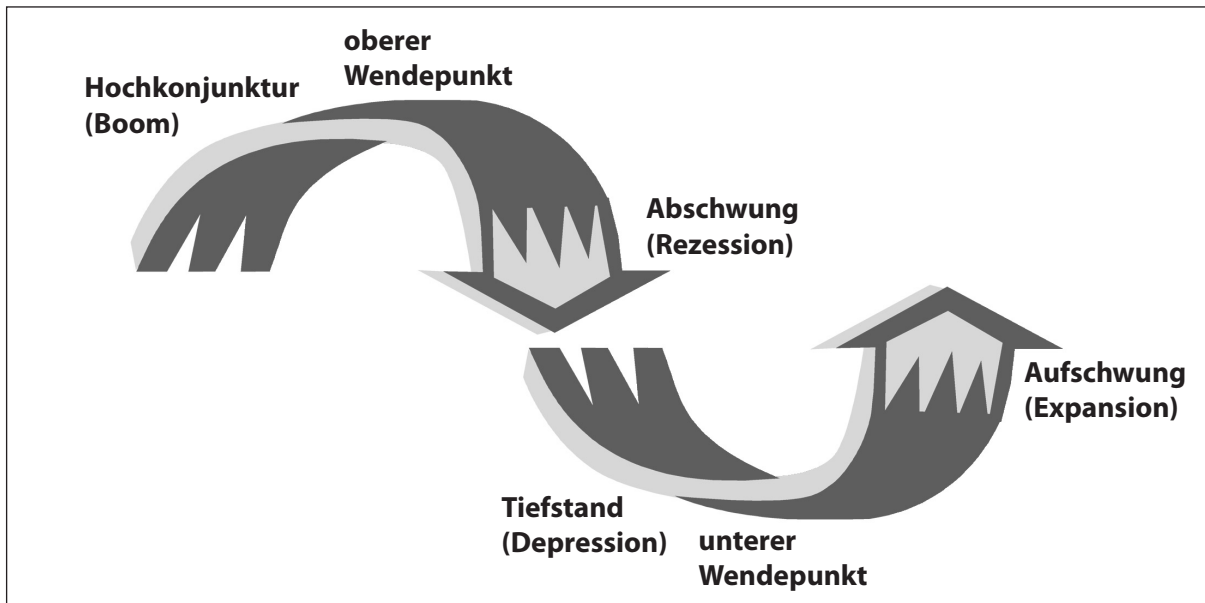 oberer
Wendepunkt
Hochkonjunktur
(Boom)
Abschwung
(Rezession)
Aufschwung
(Expansion)
Tiefstand
(Depression)
unterer
Wendepunkt